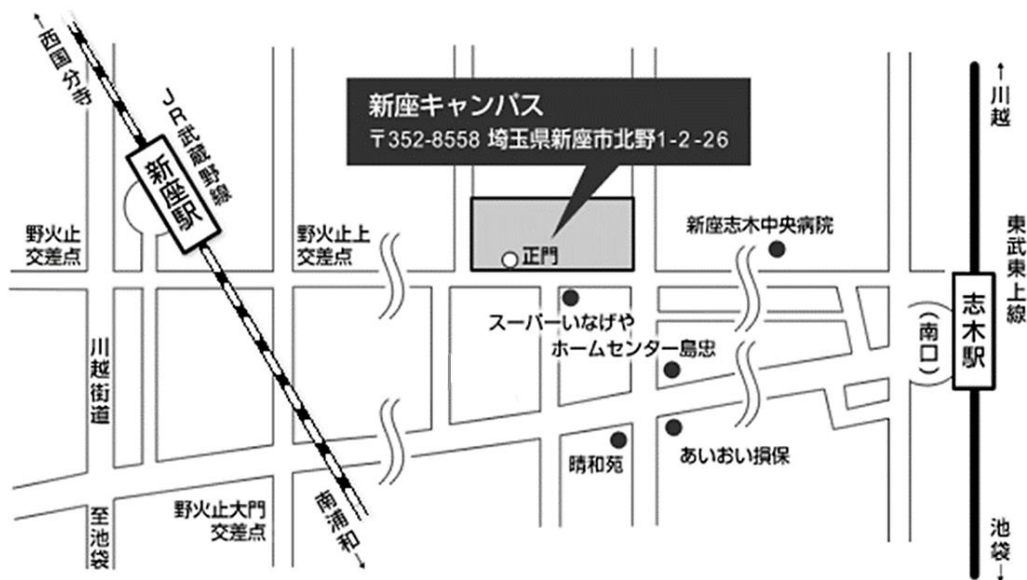 西国分寺
JR武蔵野線
新座駅
新座キャンパス
〒352-8558 埼玉県新座市北野1-2-26
川越
東武東上線
野火止
交差点
野火止上
交差点
正門
新座志木中央病院
志木駅
(南口)
スーパーいなげや
ホームセンター島忠
川越街道
晴和苑
あいおい損保
野火止大門
交差点
至池袋
南浦和
池袋